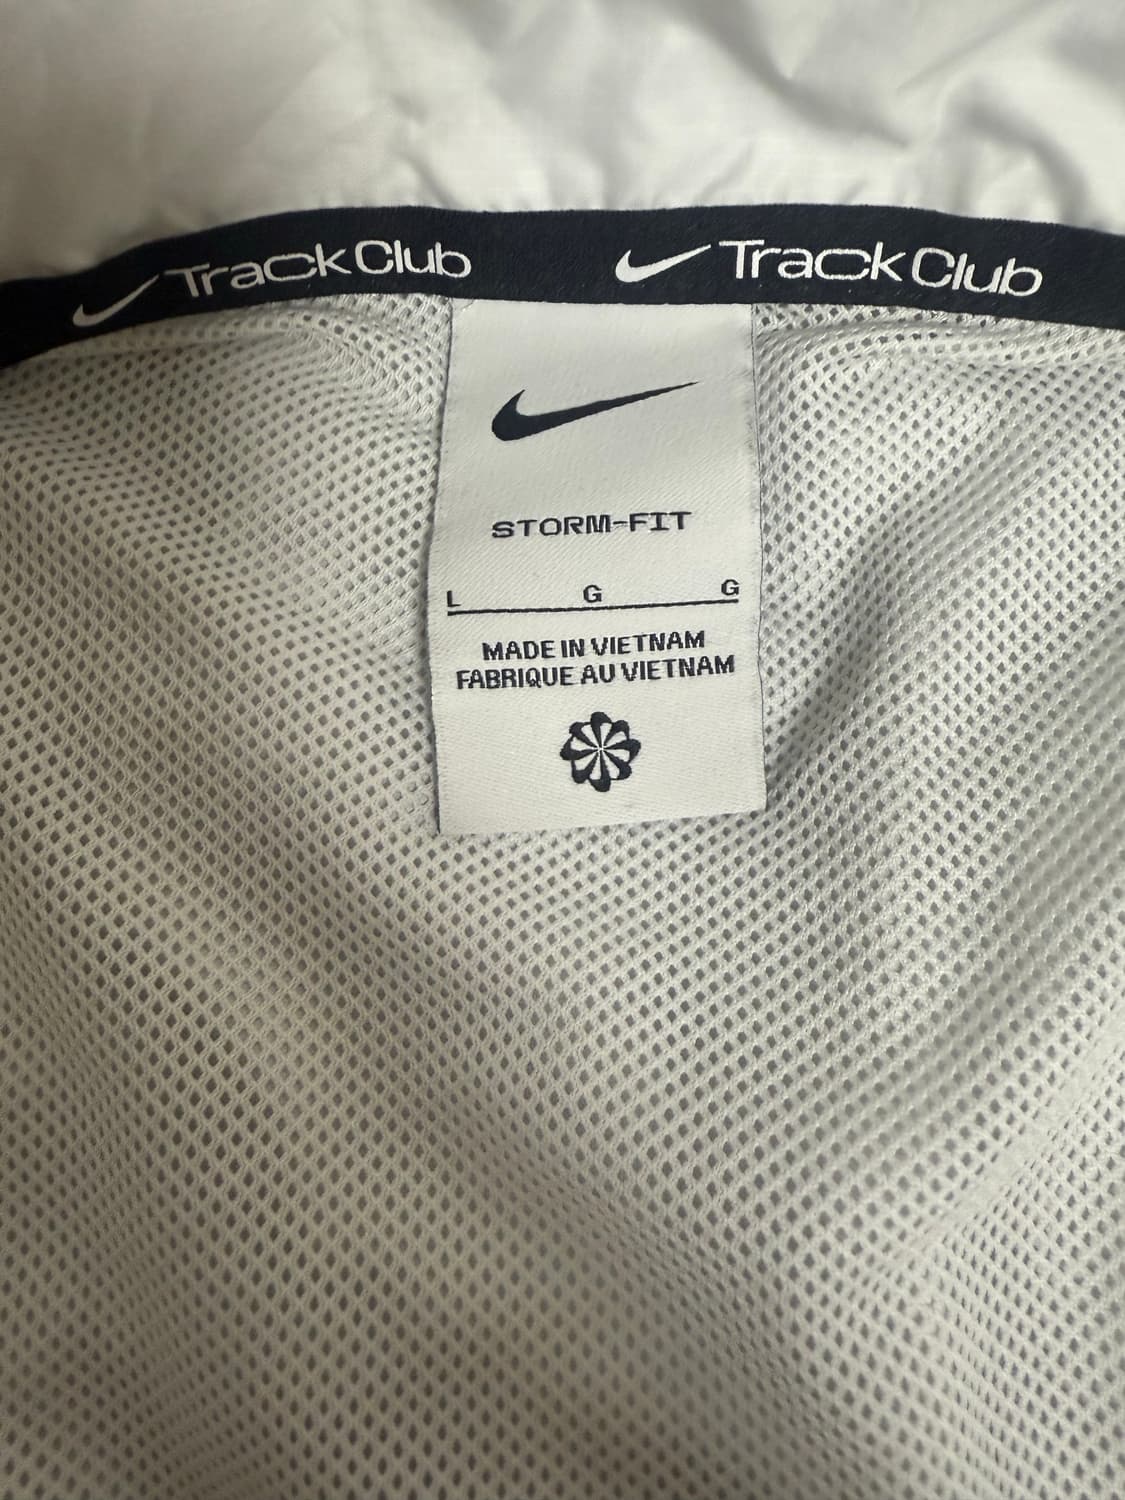 Track Club Track Club
STORM-FIT
L G G
MADE IN VIETNAM
FABRIQUE AU VIETNAM